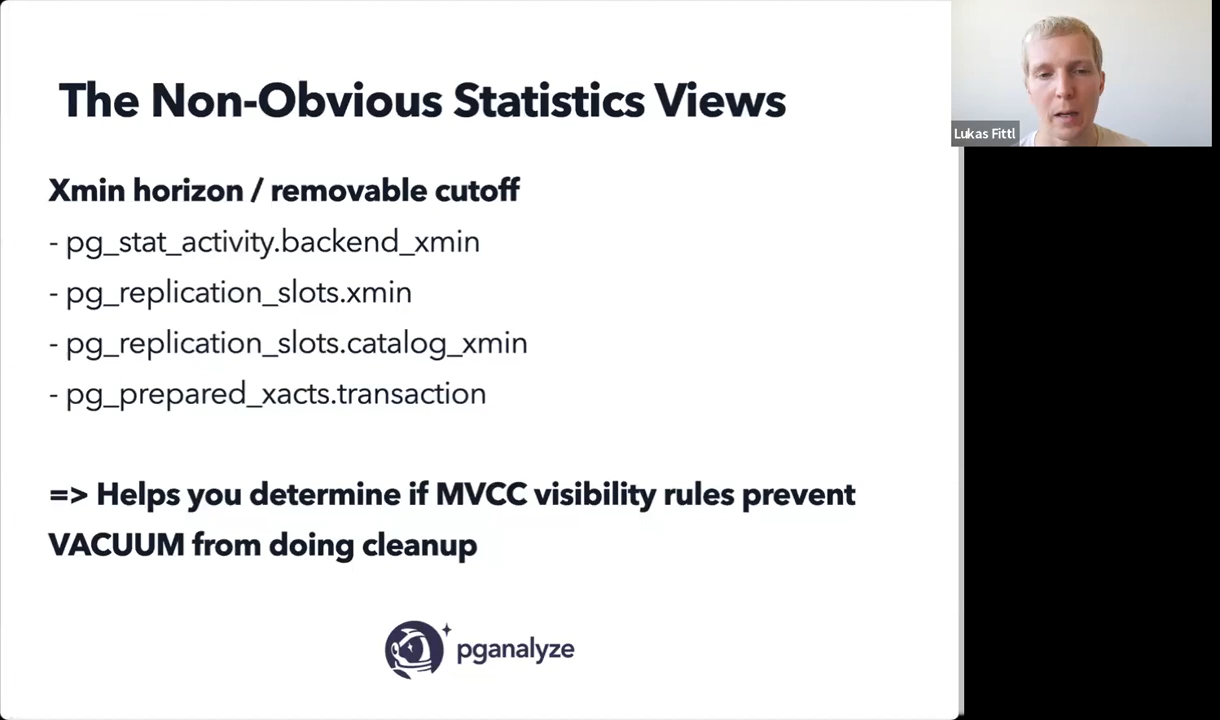 The Non-Obvious Statistics Views
Lukas Fittl
Xmin horizon / removable cutoff
- pg_stat_activity.backend_xmin
- pg_replication_slots.xmin
- pg_replication_slots.catalog_xmin
- pg_prepared_xacts.transaction
=> Helps you determine if MVCC visibility rules prevent
VACUUM from doing cleanup
pganalyze